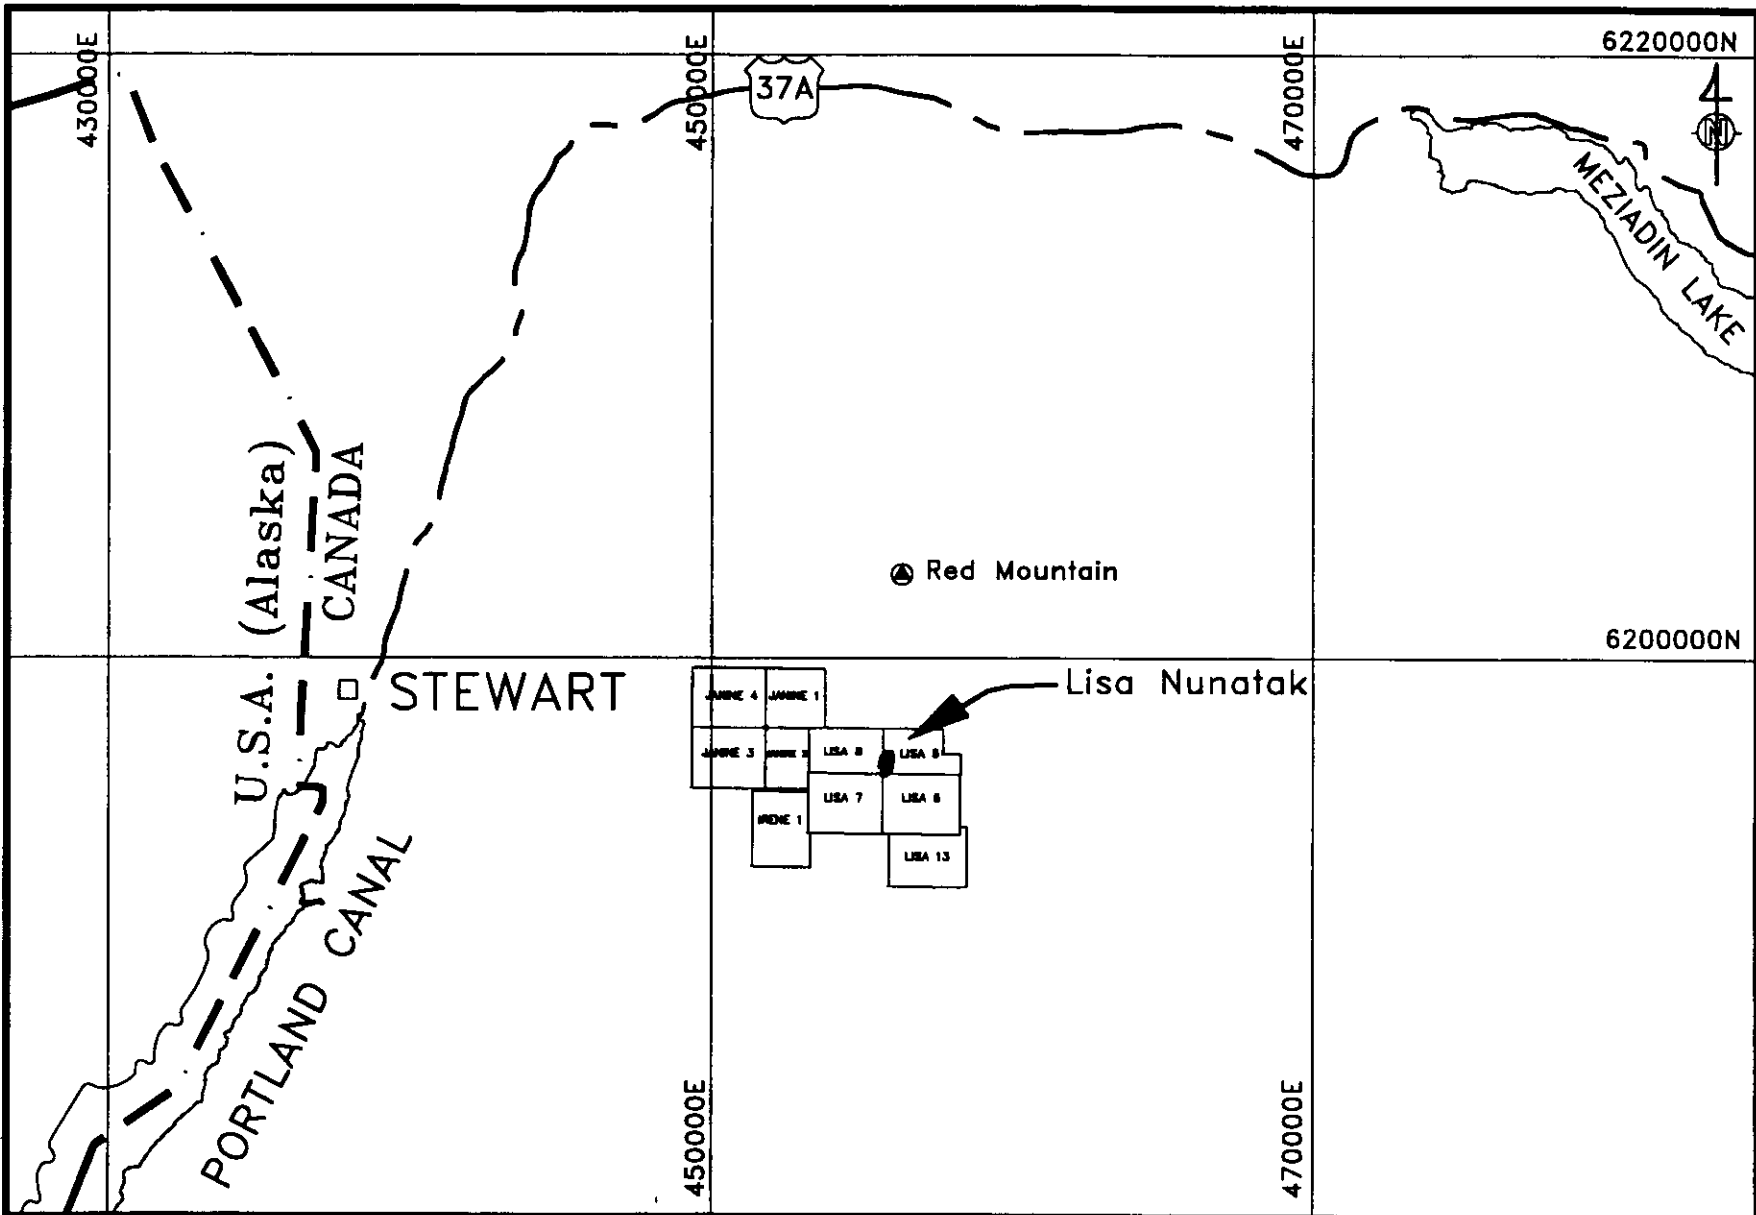 6220000N
430000E
450000E
37A
470000E
N
MEZIADIN LAKE
U.S.A. (Alaska)
CANADA
Red Mountain
6200000N
STEWART
Lisa Nunatak
JANINE 4
JANINE 1
JANINE 3
LISA 8
LISA 7
LISA 6
IRENE 1
LISA 13
PORTLAND CANAL
450000E
470000E